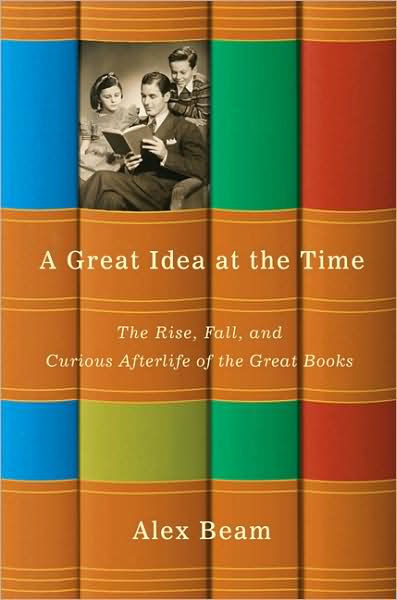 A Great Idea at the Time
The Rise, Fall, and
Curious Afterlife of the Great Books
Alex Beam